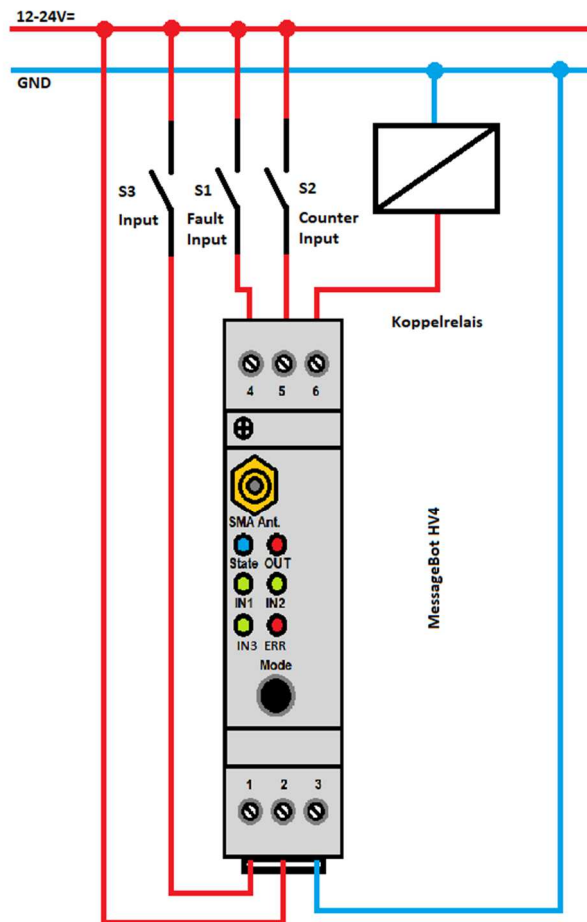 12-24V=
GND
S3
Input
S1
Fault
Input
S2
Counter
Input
Koppelrelais
4 5 6
SMA Ant.
State OUT
IN1 IN2
IN3 ERR
Mode
MessageBot HV4
1 2 3